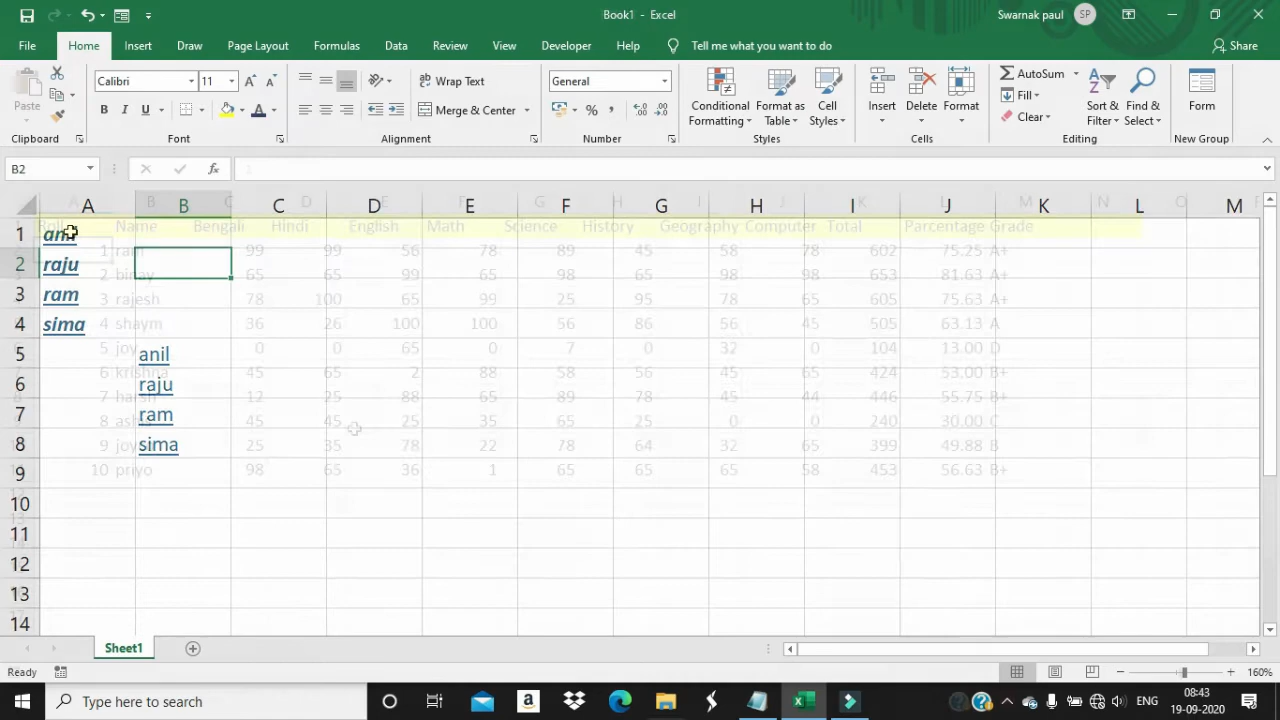 Book1 - Excel
Swarnak paul
SP
File Home Insert Draw Page Layout Formulas Data Review View Developer Help Tell me what you want to do Share
Paste
Calibri 11
B I U A
Wrap Text
Merge & Center
General
% ,
Conditional Formatting
Format as Table
Cell Styles
Insert
Delete
Format
AutoSum
Fill
Clear
Sort & Filter
Find & Select
Form
Clipboard Font Alignment Number Styles Cells Editing New Group
B2 fx
A B C D E F G H I J K L M
Roll Name Bengali Hindi English Math Science History Geography Computer Total Parcentage Grade
1 ram 99 99 56 78 89 45 58 78 602 75.25 A+
2 binay 65 65 99 65 98 65 98 98 653 81.63 A+
3 rajesh 78 100 65 99 25 95 78 65 605 75.63 A+
4 shaym 36 26 100 100 56 86 56 45 505 63.13 A
5 joy 0 0 65 0 7 0 32 0 104 13.00 D
6 krishna 45 65 2 88 58 56 45 65 424 53.00 B+
7 harsh 12 25 88 65 89 78 45 44 446 55.75 B+
45 45 25 35 65 25 0 0 240 30.00 C
25 35 78 22 78 64 32 65 399 49.88 B
10 priyo 98 65 36 1 65 65 65 58 453 56.63 B+
1
2 raju
3 ram
4 sima
5 anil
6 raju
7 ram
8 sima
9
10
11
12
13
14
Sheet1
Ready
160%
Type here to search
ENG
08:43
19-09-2020